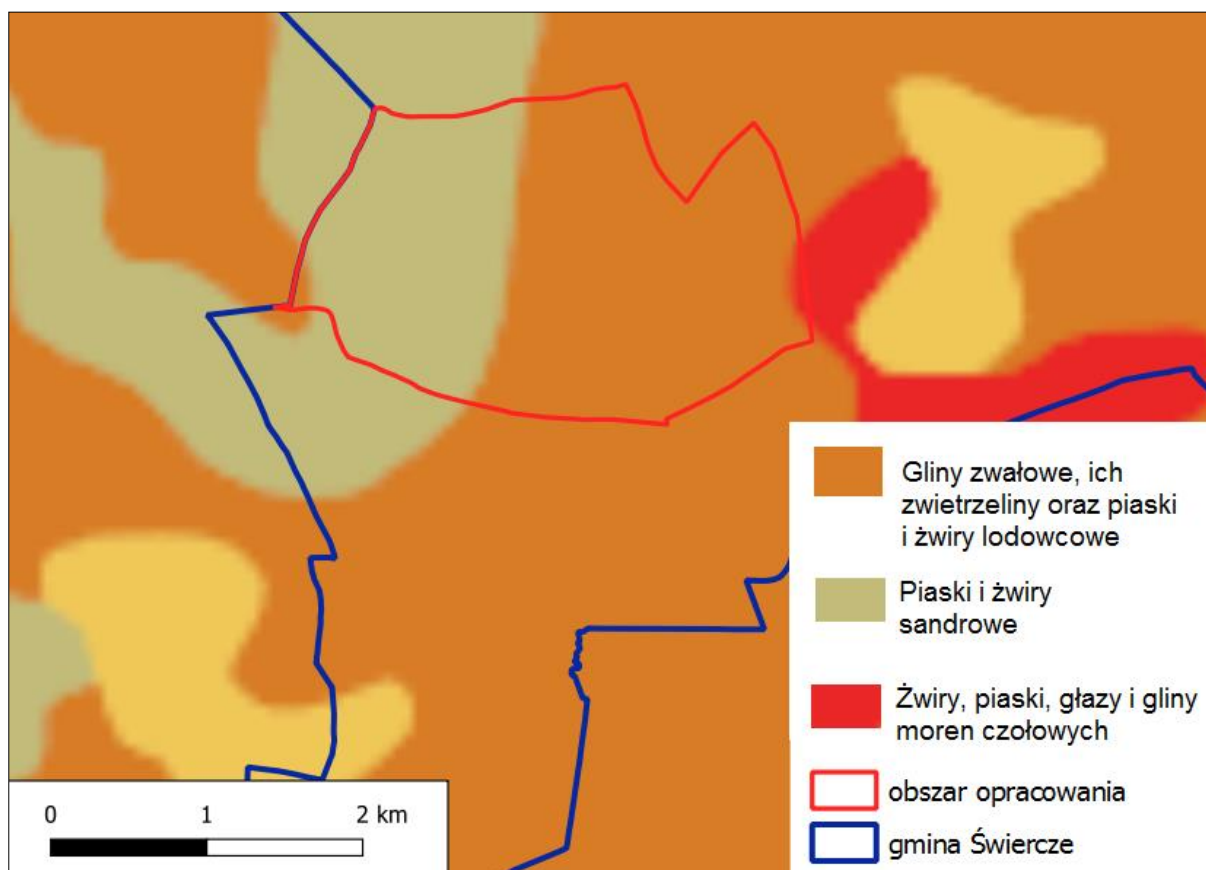 Gliny zwałowe, ich
zwietrzeliny oraz piaski
i żwiry lodowcowe
Piaski i żwiry
sandrowe
Żwiry, piaski, głazy i gliny
moren czołowych
obszar opracowania
gmina Świercze
0 1 2 km